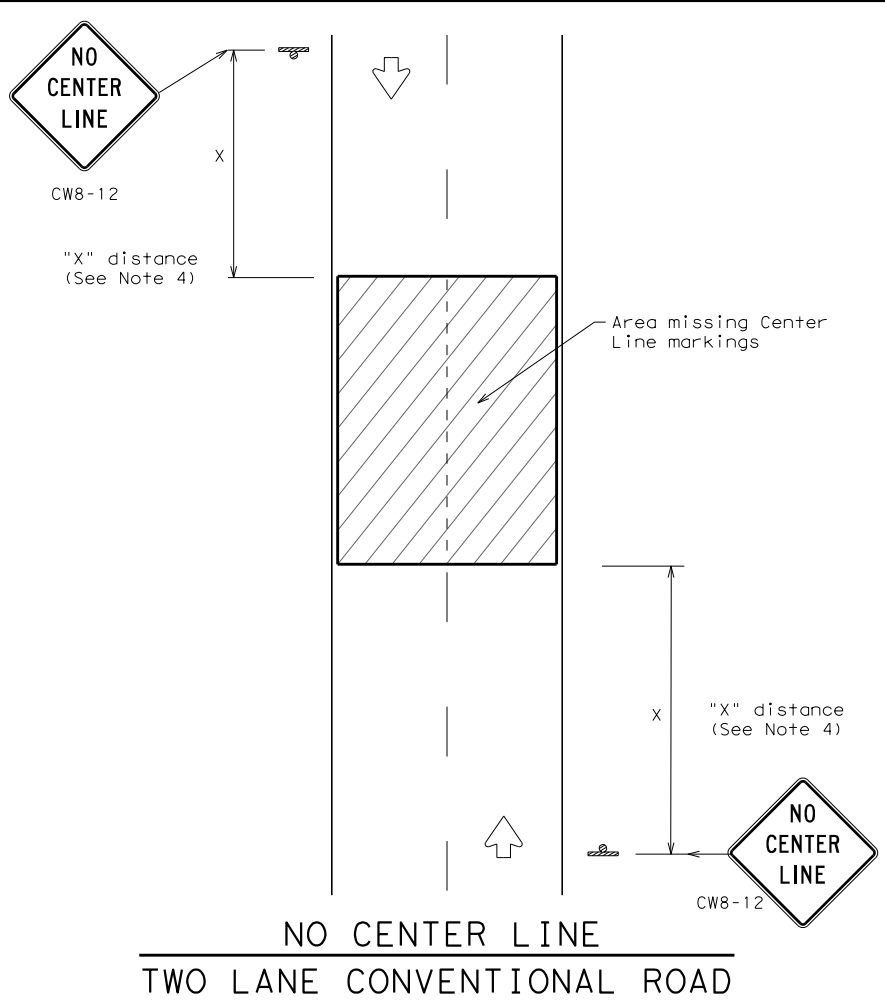 NO
CENTER
LINE
CW8-12
X
"X" distance
(See Note 4)
Area missing Center
Line markings
X
"X" distance
(See Note 4)
NO
CENTER
LINE
CW8-12
NO CENTER LINE
TWO LANE CONVENTIONAL ROAD